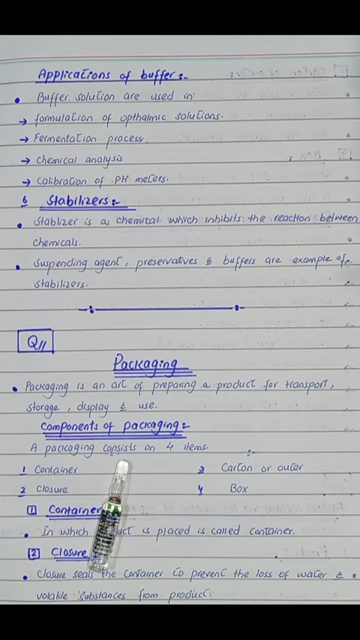 Applications of buffer:-
• Buffer solution are used in
→ formulation of opthalmic solutions.
→ Fermentation process.
→ chemical analysis
→ calibration of PH meters.
6 Stabilizers:-
• Stablizer is a chemical which inhibits the reaction between
chemicals.
• Suspending agent, preservatives & buffers are example of
stabilizers.
Q11
Packaging
• Packaging is an art of preparing a product for transport,
storage, display & use.
Components of packaging:-
A packaging consists on 4 items.
1 Container
3 Carton or outer
2 Closure
4 Box
[1] Container
• In which is placed is called container.
[2] Closure
• Closure seals the container to prevent the loss of water &
volatile substances from product.